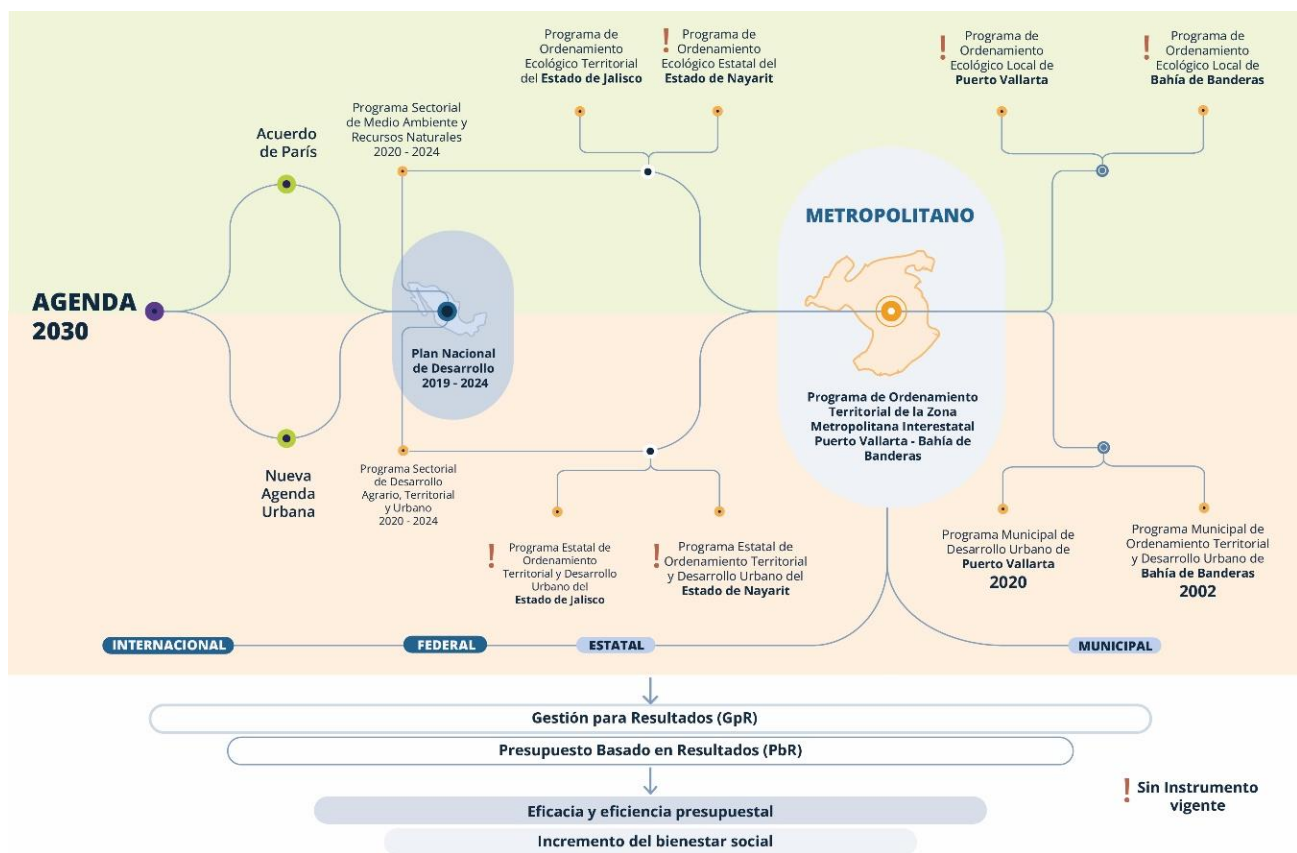 AGENDA
2030
Acuerdo
de París
Nueva
Agenda
Urbana
Programa Sectorial
de Medio Ambiente y
Recursos Naturales
2020 - 2024
Plan Nacional
de Desarrollo
2019 - 2024
Programa Sectorial
de Desarrollo
Agrario, Territorial
y Urbano
2020 - 2024
Programa de
Ordenamiento
Ecológico Territorial
del Estado de Jalisco
! Programa de
Ordenamiento
Ecológico Estatal del
Estado de Nayarit
! Programa Estatal de
Ordenamiento
Territorial y Desarrollo
Urbano del
Estado de Jalisco
! Programa Estatal de
Ordenamiento Territorial
y Desarrollo Urbano del
Estado de Nayarit
METROPOLITANO
Programa de Ordenamiento
Territorial de la Zona
Metropolitana Interestatal
Puerto Vallarta - Bahía de
Banderas
! Programa de
Ordenamiento
Ecológico Local de
Puerto Vallarta
! Programa de
Ordenamiento
Ecológico Local de
Bahía de Banderas
Programa Municipal de
Desarrollo Urbano de
Puerto Vallarta
2020
Programa Municipal de
Ordenamiento Territorial
y Desarrollo Urbano de
Bahía de Banderas
2002
INTERNACIONAL
FEDERAL
ESTATAL
MUNICIPAL
Gestión para Resultados (GpR)
Presupuesto Basado en Resultados (PbR)
Eficacia y eficiencia presupuestal
Incremento del bienestar social
! Sin Instrumento
vigente